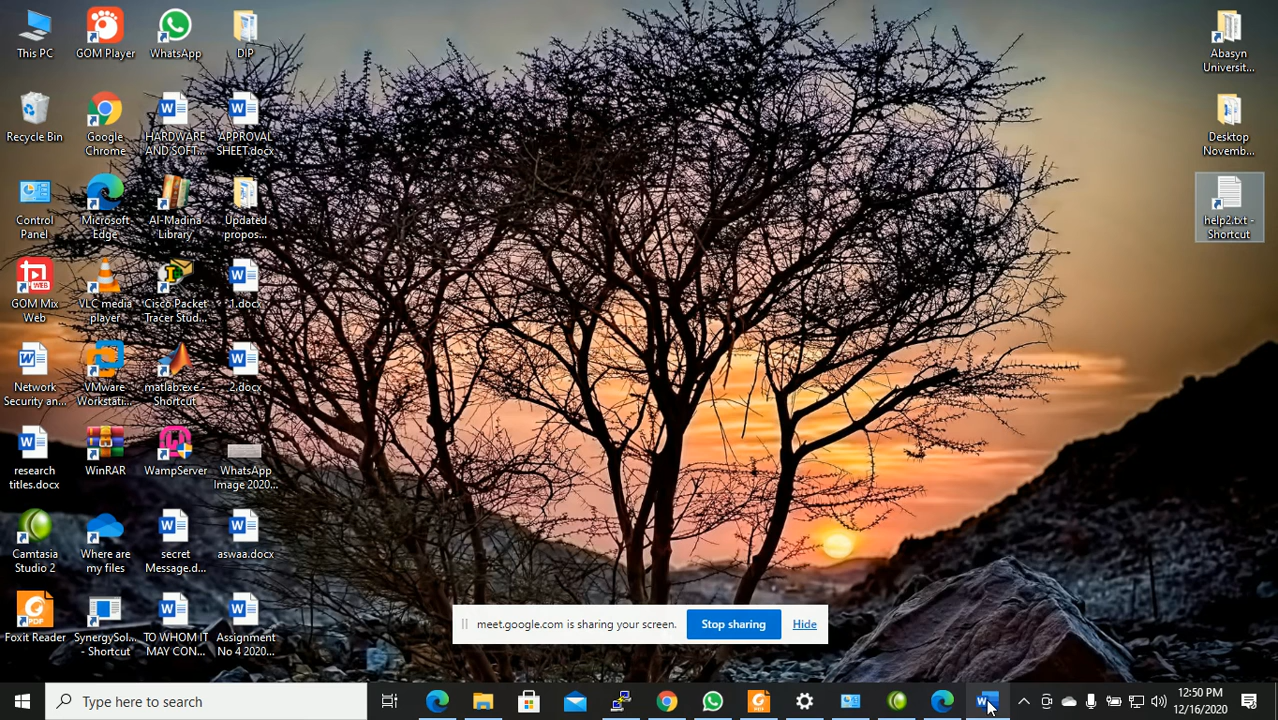 This PC
GOM Player
WhatsApp
DIP
Recycle Bin
Google
Chrome
HARDWARE
AND SOFT...
APPROVAL
SHEET.docx
Control
Panel
Microsoft
Edge
Al-Madina
Library
Updated
propos...
GOM Mix
Web
VLC media
player
Cisco Packet
Tracer Stud...
1.docx
Network
Security an...
VMware
Workstati...
matlab.exe -
Shortcut
2.docx
research
titles.docx
WinRAR
WampServer
WhatsApp
Image 2020...
Camtasia
Studio 2
Where are
my files
secret
Message.d...
aswaa.docx
Foxit Reader
SynergySol...
- Shortcut
TO WHOM IT
MAY CON...
Assignment
No 4 2020...
Abasyn
Universit...
Desktop
Novemb...
help2.txt -
Shortcut
meet.google.com is sharing your screen.
Stop sharing
Hide
Type here to search
12:50 PM
12/16/2020